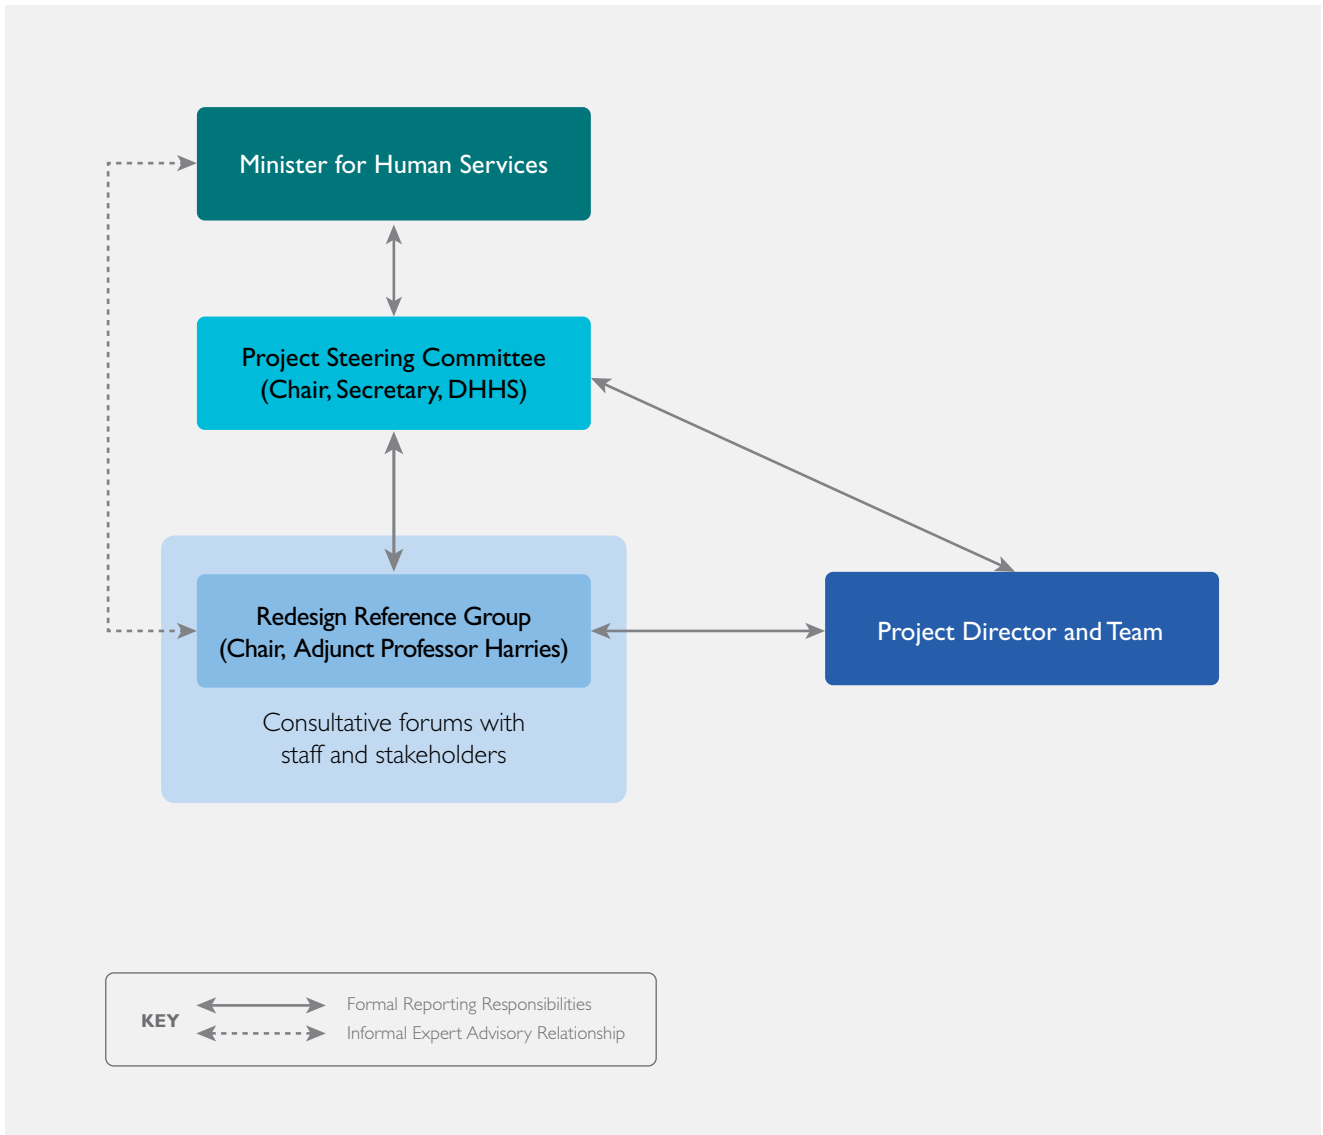 Minister for Human Services
Project Steering Committee
(Chair, Secretary, DHHS)
Redesign Reference Group
(Chair, Adjunct Professor Harries)
Project Director and Team
Consultative forums with
staff and stakeholders
KEY
Formal Reporting Responsibilities
Informal Expert Advisory Relationship